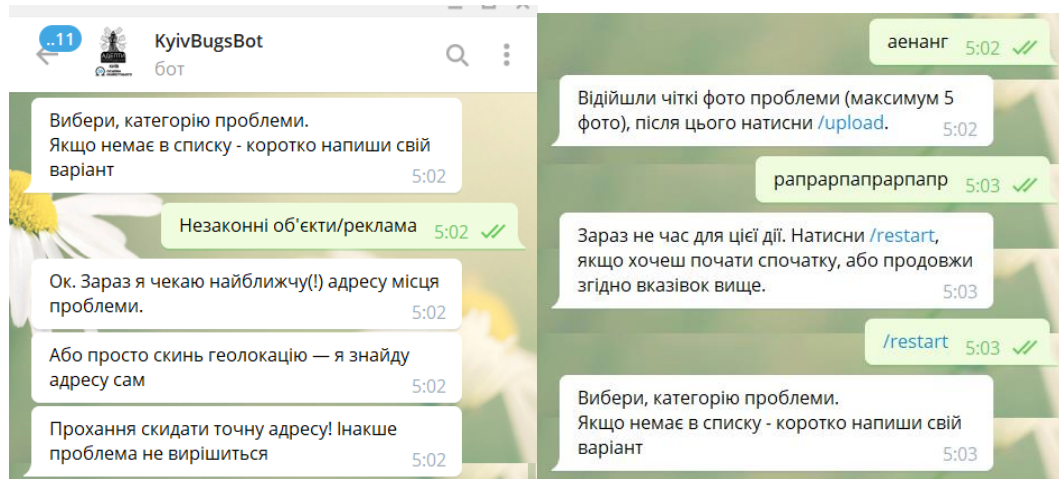 ..11
KyivBugsBot
бот
АДЕПТИ
КИЇВ
Вибери, категорію проблеми.
Якщо немає в списку - коротко напиши свій
варіант
5:02
Незаконні об'єкти/реклама 5:02
Ок. Зараз я чекаю найближчу(!) адресу місця
проблеми.
5:02
Або просто скинь геолокацію — я знайду
адресу сам
5:02
Прохання скидати точну адресу! Інакше
проблема не вирішиться
5:02
аенанг 5:02
Відійшли чіткі фото проблеми (максимум 5
фото), після цього натисни /upload.
5:02
рапрарпапрарпапр 5:03
Зараз не час для цієї дії. Натисни /restart,
якщо хочеш почати спочатку, або продовжи
згідно вказівок вище.
5:03
/restart 5:03
Вибери, категорію проблеми.
Якщо немає в списку - коротко напиши свій
варіант
5:03